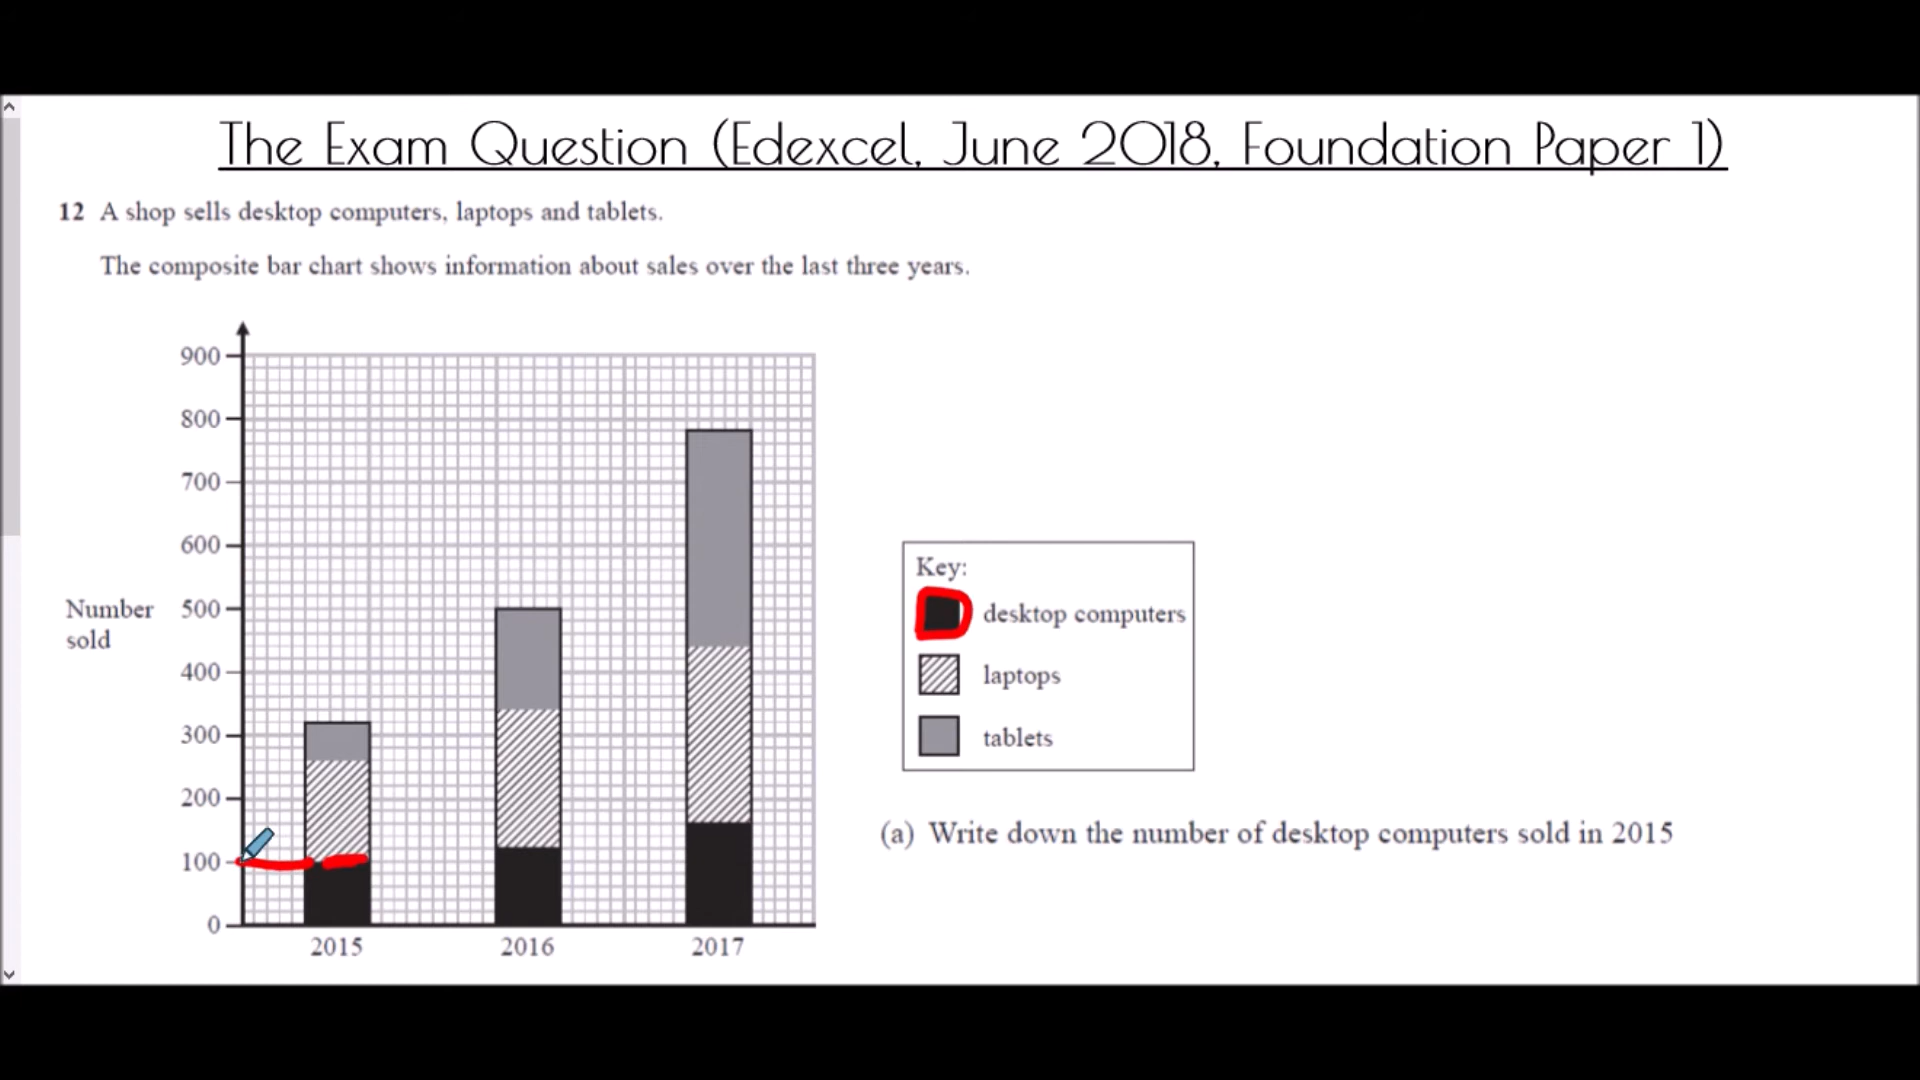 The Exam Question (Edexcel, June 2018, Foundation Paper 1)
12 A shop sells desktop computers, laptops and tablets.
The composite bar chart shows information about sales over the last three years.
900
800
700
600
500
400
300
200
100
0
Number
sold
2015 2016 2017
Key:
desktop computers
laptops
tablets
(a) Write down the number of desktop computers sold in 2015